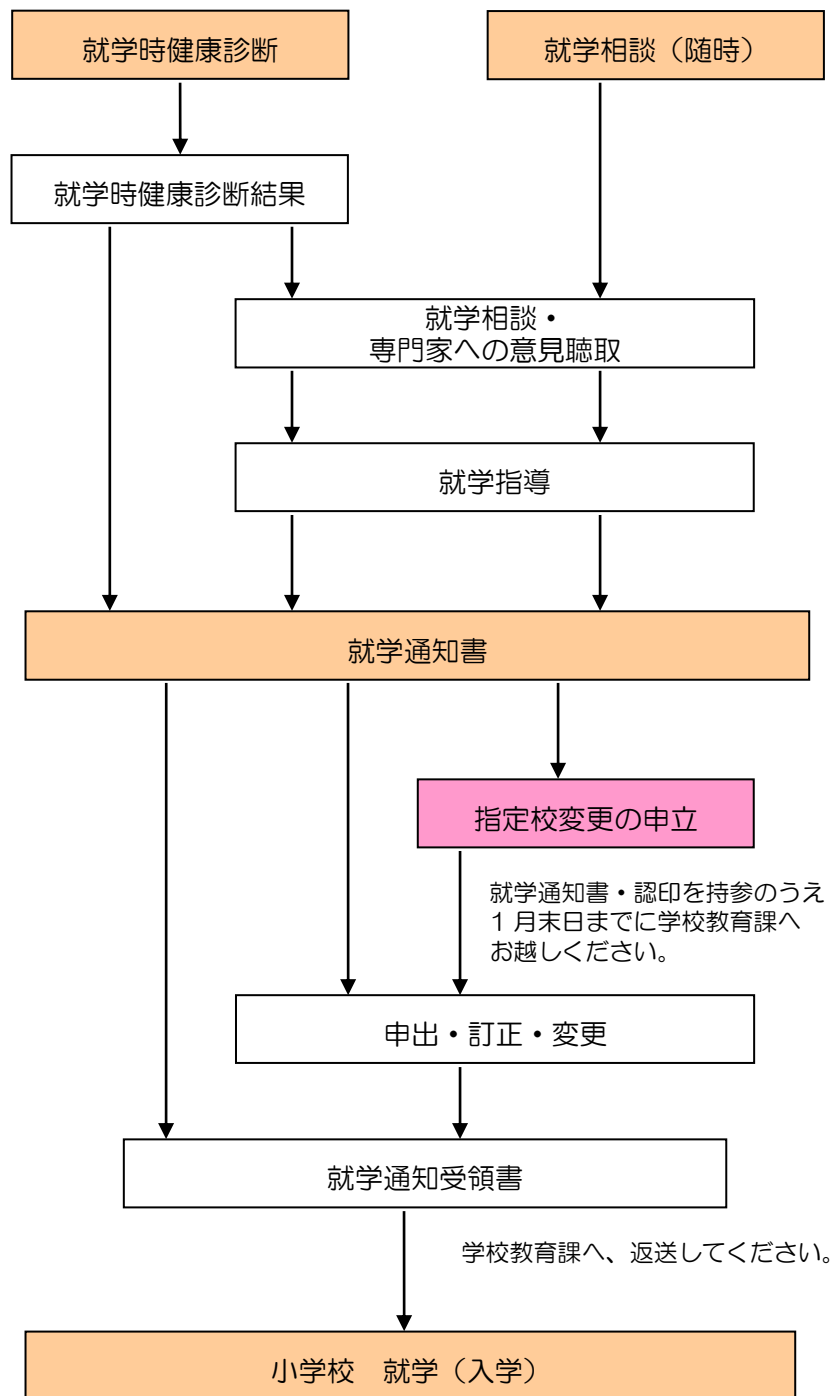 就学時健康診断
就学相談（随時）
就学時健康診断結果
就学相談・
専門家への意見聴取
就学指導
就学通知書
指定校変更の申立
就学通知書・認印を持参のうえ
1 月末日までに学校教育課へ
お越しください。
申出・訂正・変更
就学通知受領書
学校教育課へ、返送してください。
小学校　就学（入学）